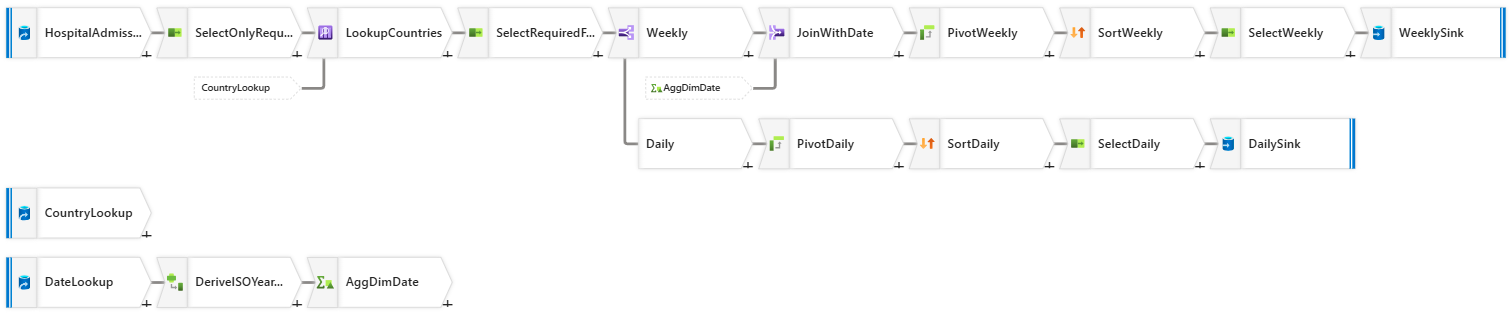 HospitalAdmiss...
SelectOnlyRequ...
LookupCountries
SelectRequiredF...
Weekly
JoinWithDate
PivotWeekly
SortWeekly
SelectWeekly
WeeklySink
CountryLookup
AggDimDate
Daily
PivotDaily
SortDaily
SelectDaily
DailySink
CountryLookup
DateLookup
DeriveISOYear...
AggDimDate